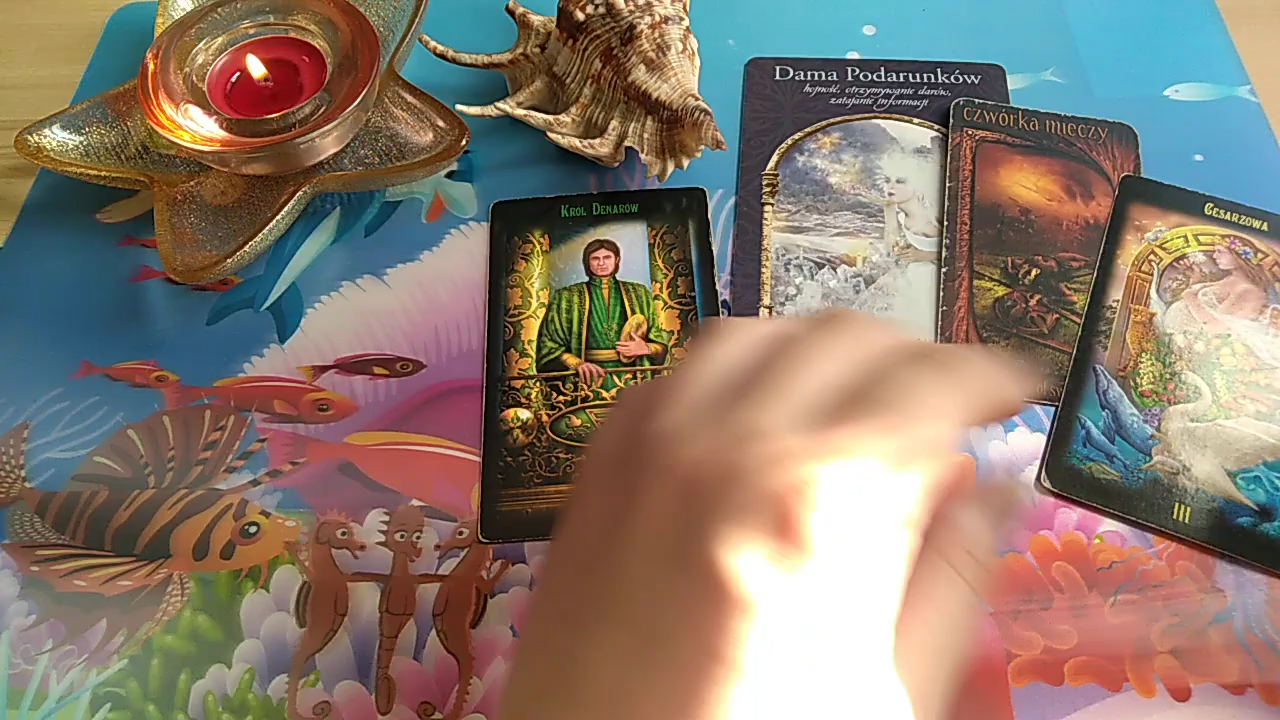 Król Denarów
Dama Podarunków
hojność, otrzymywanie darów,
zatajanie informacji
czwórka mieczy
Cesarzowa
III